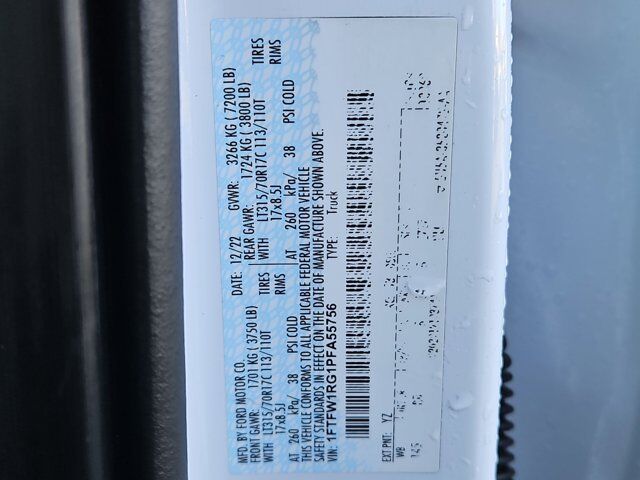 MFD. BY FORD MOTOR CO. 12/22 GVWR: 3266 KG ( 7200 LB)
FRONT GAWR: 1701 KG ( 3750 LB) REAR GAWR: 1724 KG ( 3800 LB)
WITH LT315/70R17C 113/110T TIRES WITH LT315/70R17C 113/110T TIRES
17x8.5J RIMS 17x8.5J RIMS
AT 260 kPa/ 38 PSI COLD AT 260 kPa/ 38 PSI COLD
THIS VEHICLE CONFORMS TO ALL APPLICABLE FEDERAL MOTOR VEHICLE
SAFETY STANDARDS IN EFFECT ON THE DATE OF MANUFACTURE SHOWN ABOVE.
VIN: 1FTFW1RG1PFA55756 TYPE: Truck
EXT PNT: YZ
WB
145